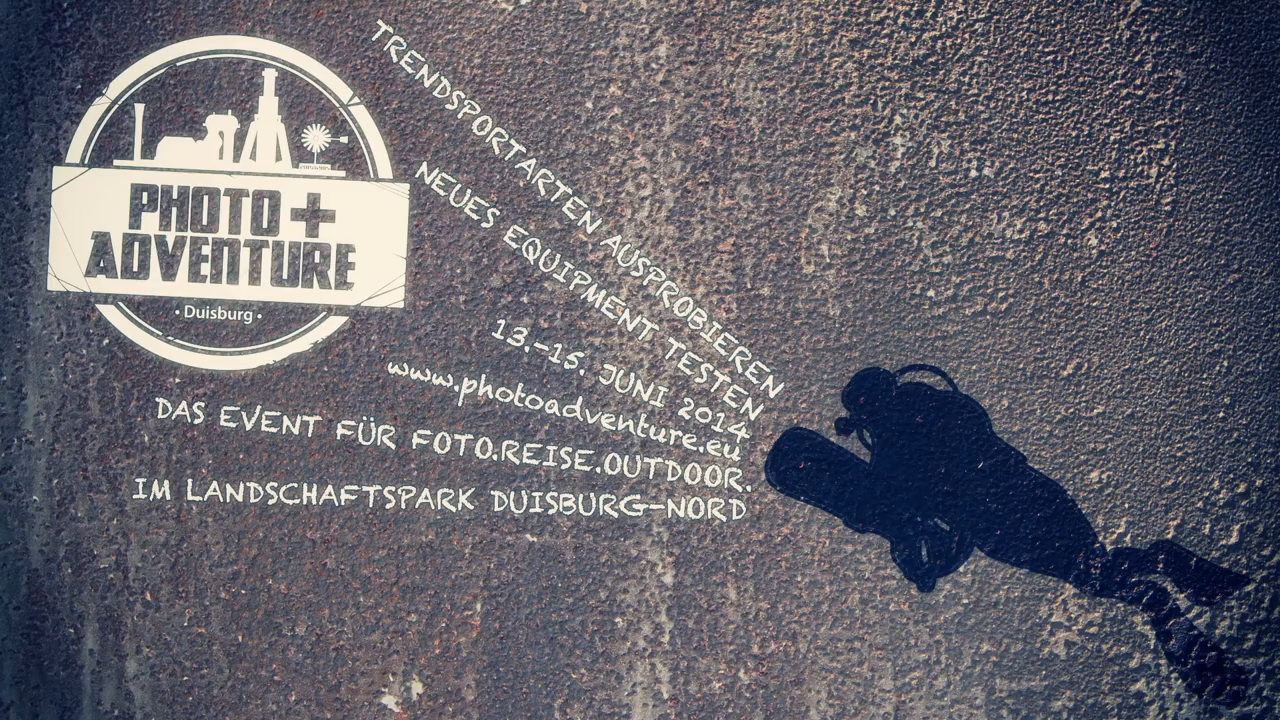 PHOTO +
ADVENTURE
• Duisburg •
TRENDSPORTARTEN AUSPROBIEREN
NEUES EQUIPMENT TESTEN
13.-15. JUNI 2014
www.photoadventure.eu
DAS EVENT FÜR FOTO.REISE.OUTDOOR.
IM LANDSCHAFTSPARK DUISBURG-NORD